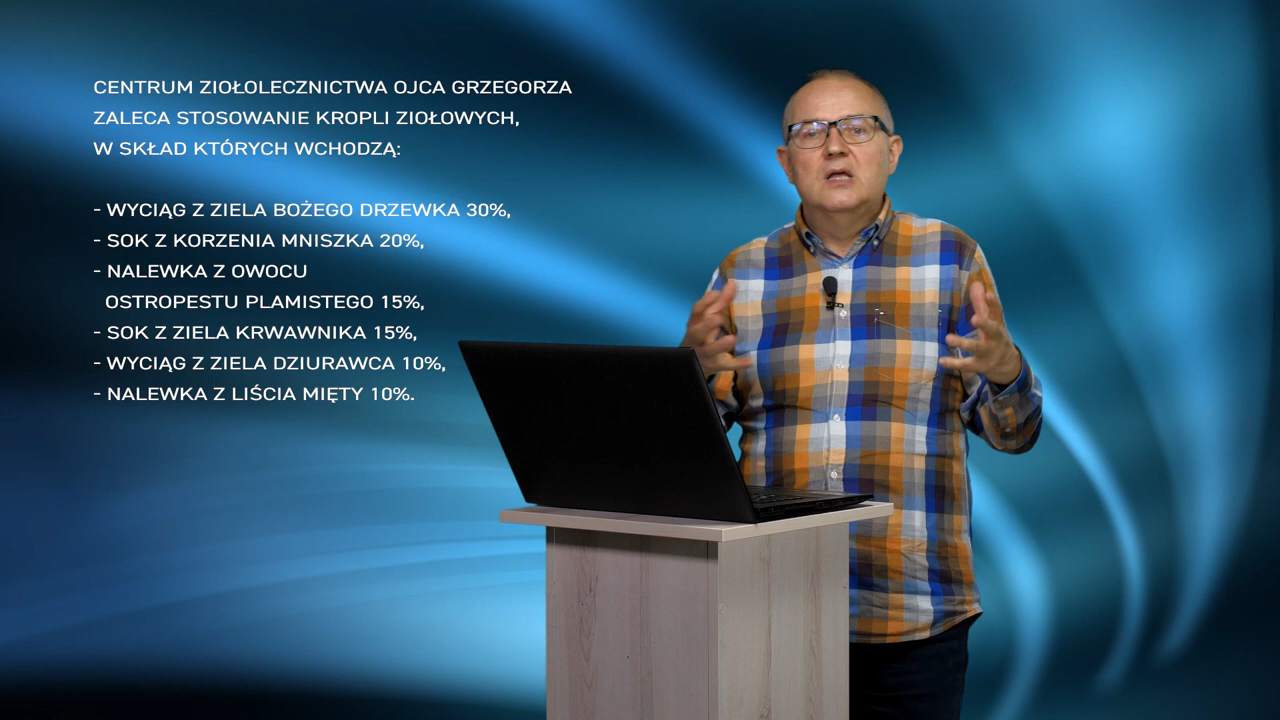 CENTRUM ZIOŁOLECZNICTWA OJCA GRZEGORZA
ZALECA STOSOWANIE KROPLI ZIOŁOWYCH,
W SKŁAD KTÓRYCH WCHODZĄ:
- WYCIĄG Z ZIELA BOŻEGO DRZEWKA 30%,
- SOK Z KORZENIA MNISZKA 20%,
- NALEWKA Z OWOCU
OSTROPESTU PLAMISTEGO 15%,
- SOK Z ZIELA KRWAWNIKA 15%,
- WYCIĄG Z ZIELA DZIURAWCA 10%,
- NALEWKA Z LIŚCIA MIĘTY 10%.